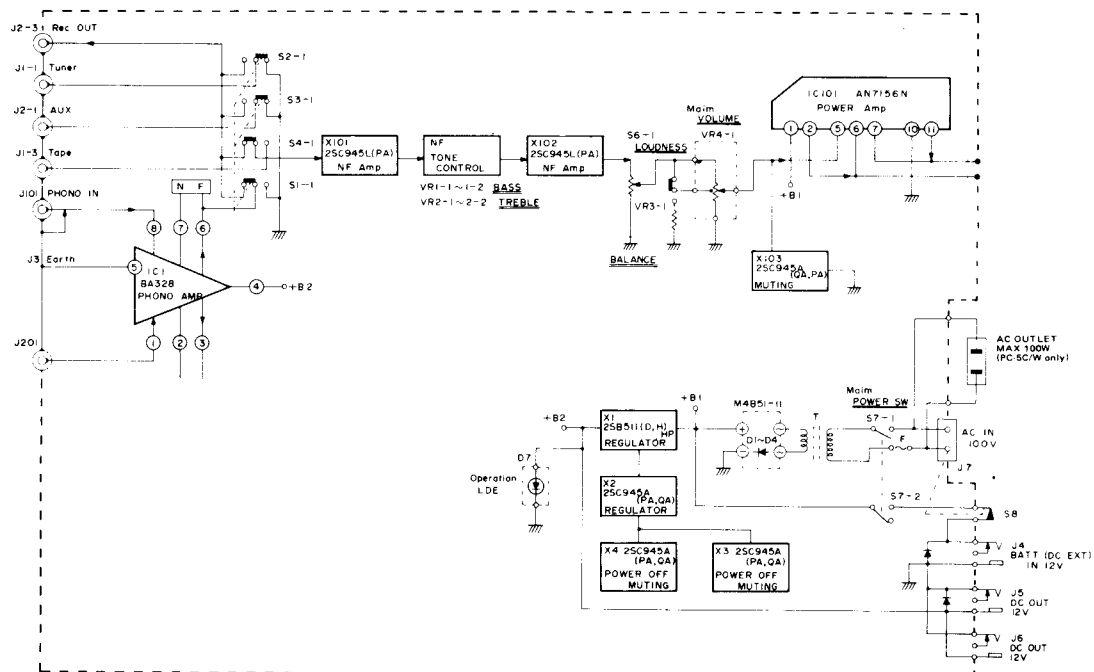 J2-3 Rec OUT
J1-1 Tuner
J2-1 AUX
J1-3 Tape
J101 PHONO IN
J3 Earth
J201
S2-1
S3-1
S4-1
S1-1
N F
8
7
6
5
IC1
BA328
PHONO AMP
4
+B2
1
2
3
X101
2SC945L(PA)
NF Amp
NF
TONE
CONTROL
VR1-1~1-2 BASS
VR2-1~2-2 TREBLE
X102
2SC945L(PA)
NF Amp
S6-1
LOUDNESS
Maim
VOLUME
VR4-1
VR3-1
BALANCE
IC101 AN7156N
POWER Amp
1 2 5 6 7 10 11
+B1
X103
2SC945A
(QA,PA)
MUTING
AC OUTLET
MAX 100W
(PC-5C/W only)
Maim
POWER SW
S7-1
F
AC IN
100V
J7
S7-2
S8
J4
BATT (DC EXT)
IN 12V
J5
DC OUT
12V
J6
DC OUT
12V
+B1
M4B51-11
T
D1~D4
+B2
X1
2SB511(D,H)
HP
REGULATOR
D7
Operation
LDE
X2
2SC945A
(PA,QA)
REGULATOR
X4 2SC945A
(PA,QA)
POWER OFF
MUTING
X3 2SC945A
(PA,QA)
POWER OFF
MUTING